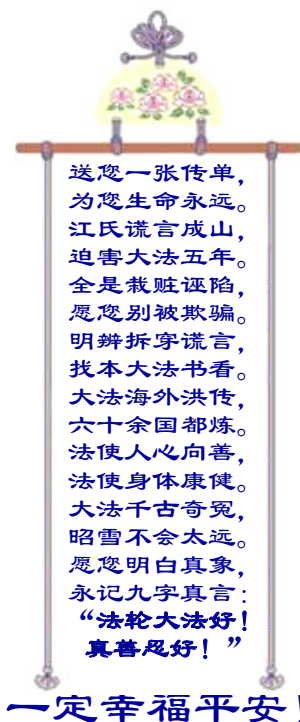 送您一张传单，
为您生命永远。
江氏谎言成山，
迫害大法五年。
全是栽赃诬陷，
愿您别被欺骗。
明辨拆穿谎言，
找本大法书看。
大法海外洪传，
六十余国都炼。
法使人心向善，
法使身体康健。
大法千古奇冤，
昭雪不会太远。
愿您明白真象，
永记九字真言：
“法轮大法好！
真善忍好！”
一定幸福平安！